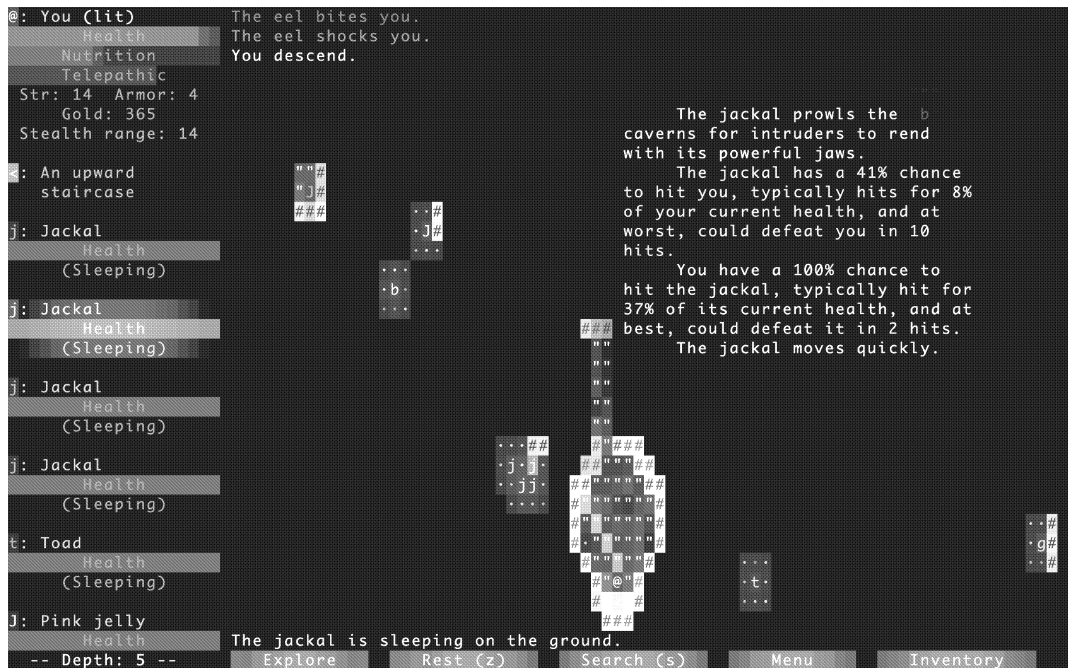 @: You (lit)
Health
Nutrition
Telepathic
Str: 14 Armor: 4
Gold: 365
Stealth range: 14
<: An upward
staircase
j: Jackal
Health
(Sleeping)
j: Jackal
Health
(Sleeping)
j: Jackal
Health
(Sleeping)
j: Jackal
Health
(Sleeping)
t: Toad
Health
(Sleeping)
J: Pink jelly
Health
-- Depth: 5 --
The eel bites you.
The eel shocks you.
You descend.
The jackal prowls the
caverns for intruders to rend
with its powerful jaws.
The jackal has a 41% chance
to hit you, typically hits for 8%
of your current health, and at
worst, could defeat you in 10
hits.
You have a 100% chance to
hit the jackal, typically hit for
37% of its current health, and at
best, could defeat it in 2 hits.
The jackal moves quickly.
b
J
J
b
j j
jj
g
t
@
The jackal is sleeping on the ground.
Explore Rest (z) Search (s) Menu Inventory